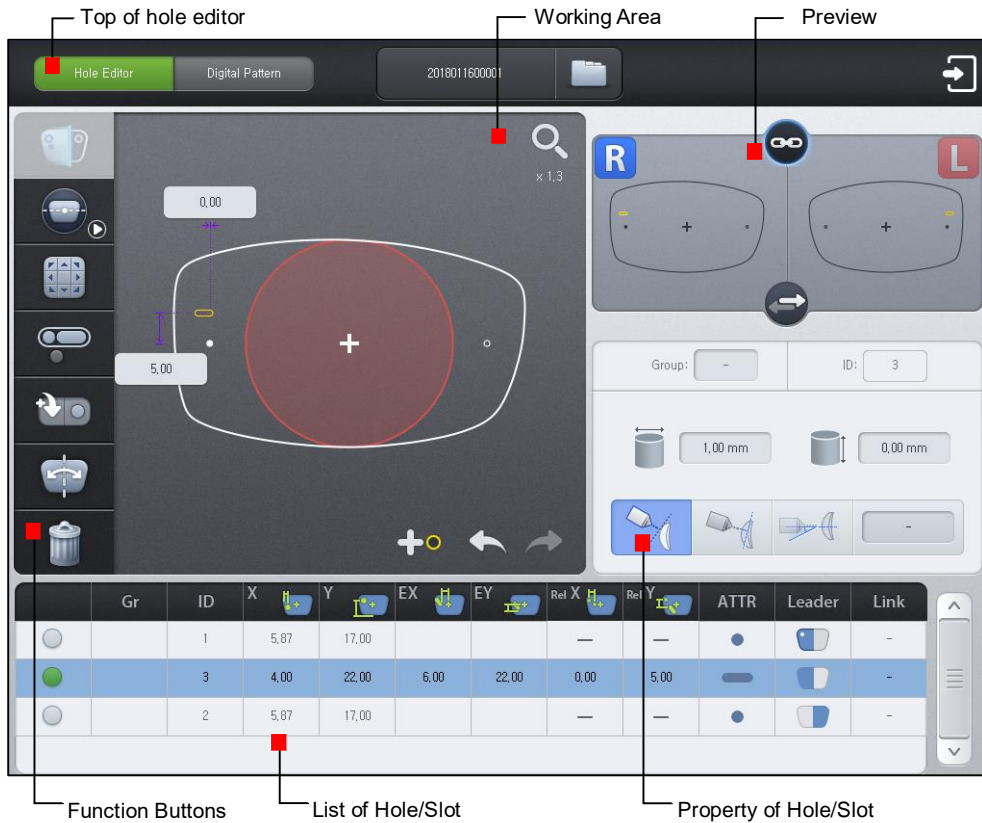 Top of hole editor
Working Area
Preview
Hole Editor
Digital Pattern
2018011600001
x 1,3
0,00
5,00
R
L
Group:
-
ID:
3
1,00 mm
0,00 mm
-
Gr ID X Y EX EY Rel X Rel Y ATTR Leader Link
1 5,87 17,00 — — -
3 4,00 22,00 6,00 22,00 0,00 5,00 -
2 5,87 17,00 — — -
Function Buttons
List of Hole/Slot
Property of Hole/Slot